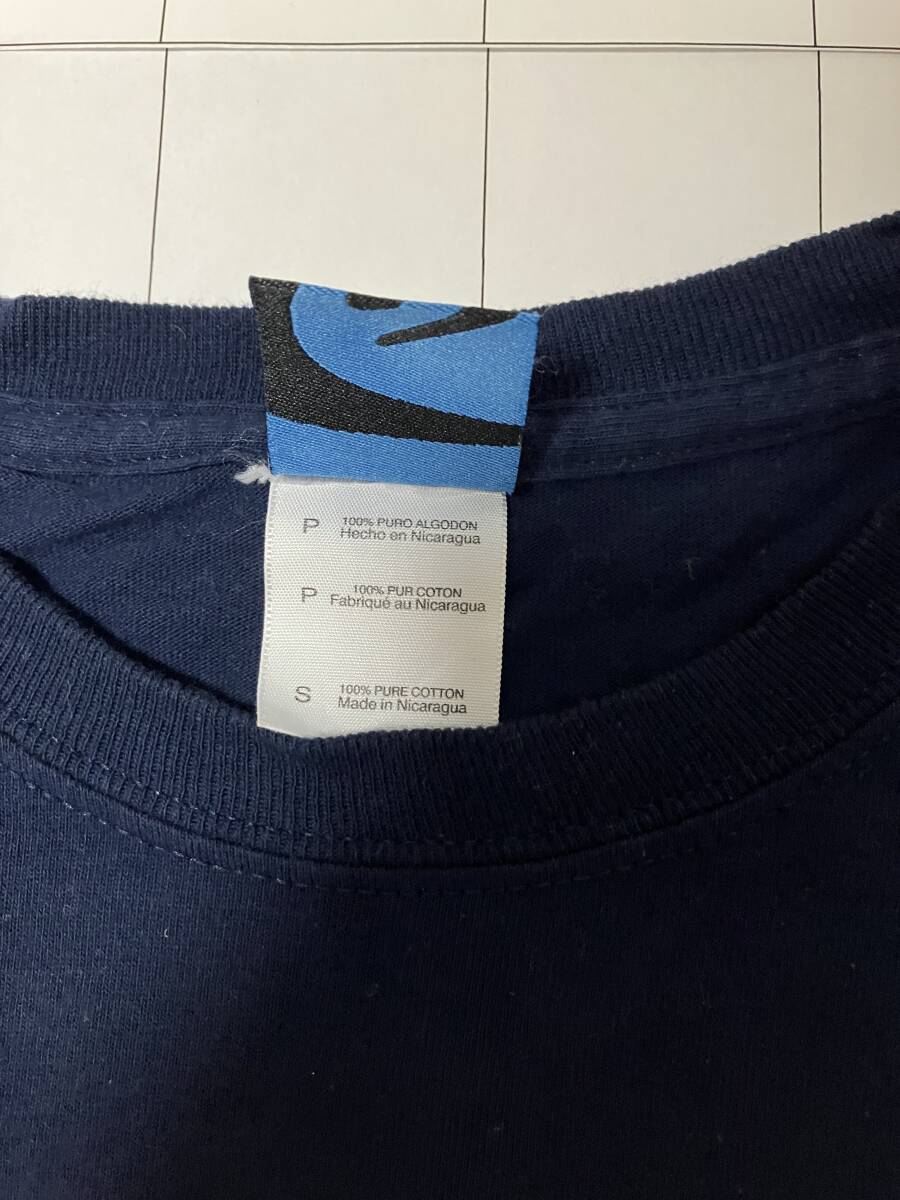 P 100% PURO ALGODON
Hecho en Nicaragua
P 100% PUR COTON
Fabriqué au Nicaragua
S 100% PURE COTTON
Made in Nicaragua